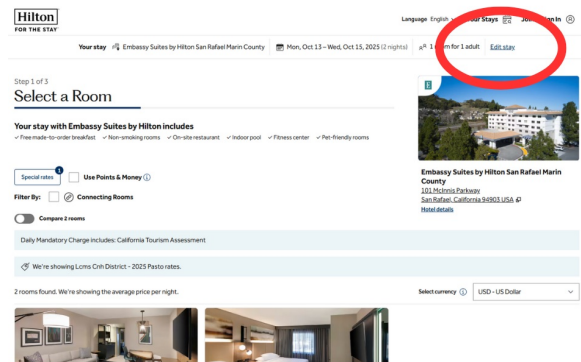 Hilton
FOR THE STAY
Language English
Your Stays
Sign In
Your stay Embassy Suites by Hilton San Rafael Marin County Mon, Oct 13 – Wed, Oct 15, 2025 (2 nights) 1 room for 1 adult Edit stay
Step 1 of 3
Select a Room
Your stay with Embassy Suites by Hilton includes
Free made-to-order breakfast Non-smoking rooms On-site restaurant Indoor pool Fitness center Pet-friendly rooms
Special rates 1 Use Points & Money
Filter By: Connecting Rooms
Compare 2 rooms
Embassy Suites by Hilton San Rafael Marin
County
101 McInnis Parkway
San Rafael, California 94903 USA
Hotel details
Daily Mandatory Charge includes: California Tourism Assessment
We're showing Lcms Cnh District - 2025 Pasto rates.
2 rooms found. We're showing the average price per night.
Select currency USD - US Dollar